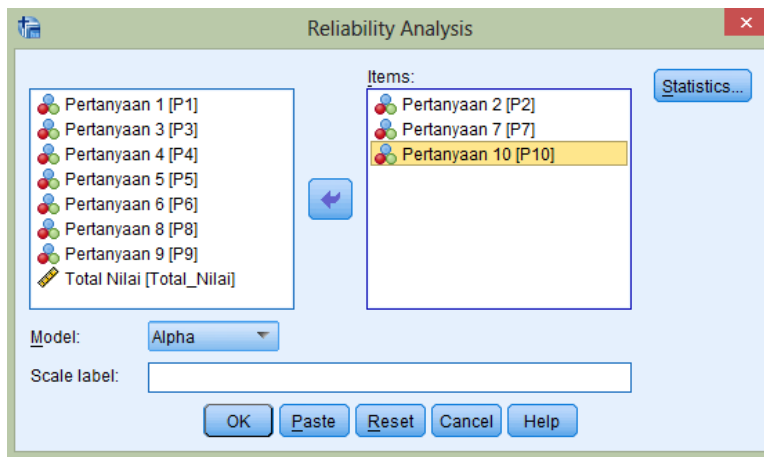 Reliability Analysis
Items:
Statistics...
Pertanyaan 1 [P1]
Pertanyaan 3 [P3]
Pertanyaan 4 [P4]
Pertanyaan 5 [P5]
Pertanyaan 6 [P6]
Pertanyaan 8 [P8]
Pertanyaan 9 [P9]
Total Nilai [Total_Nilai]
Pertanyaan 2 [P2]
Pertanyaan 7 [P7]
Pertanyaan 10 [P10]
Model: Alpha
Scale label:
OK Paste Reset Cancel Help